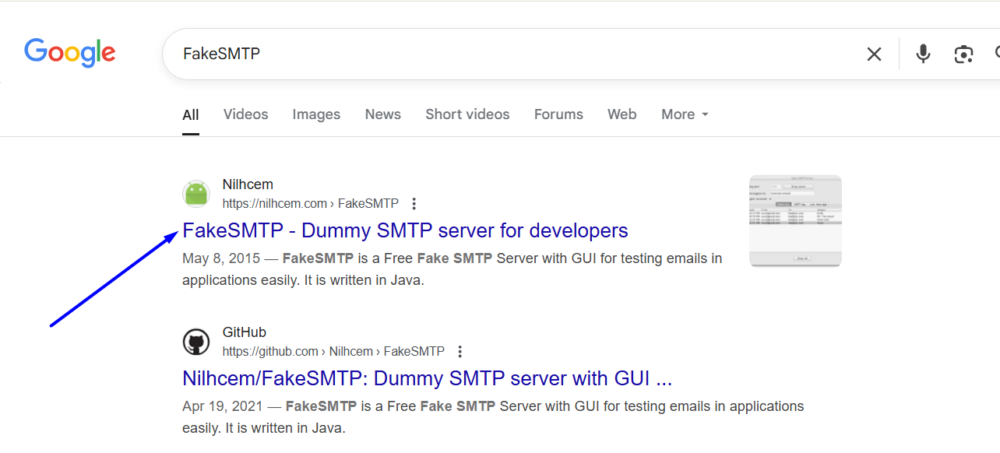 Google
FakeSMTP
All Videos Images News Short videos Forums Web More
Nilhcem
https://nilhcem.com › FakeSMTP
FakeSMTP - Dummy SMTP server for developers
May 8, 2015 — FakeSMTP is a Free Fake SMTP Server with GUI for testing emails in
applications easily. It is written in Java.
GitHub
https://github.com › Nilhcem › FakeSMTP
Nilhcem/FakeSMTP: Dummy SMTP server with GUI ...
Apr 19, 2021 — FakeSMTP is a Free Fake SMTP Server with GUI for testing emails in applications
easily. It is written in Java.